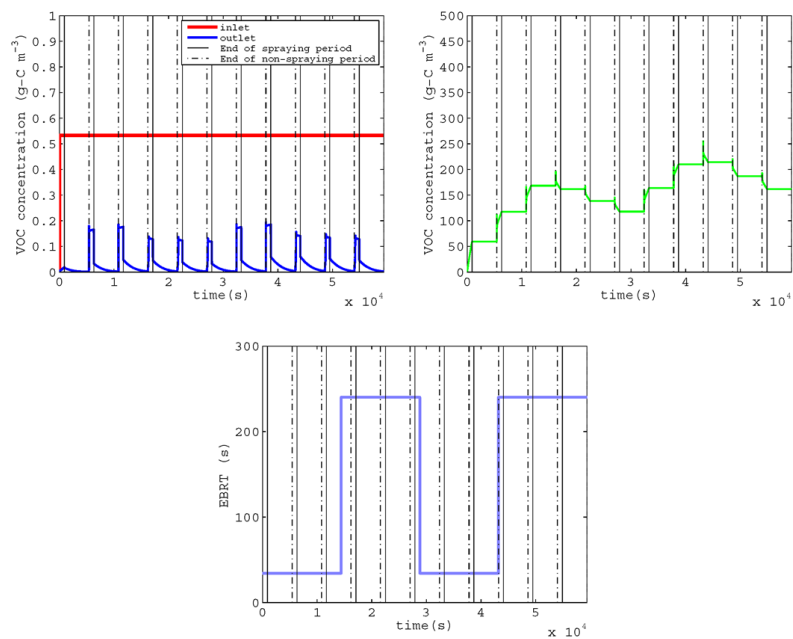 1
0.9
0.8
0.7
0.6
0.5
0.4
0.3
0.2
0.1
0
VOC concentration (g-C m⁻³)
inlet
outlet
End of spraying period
End of non-spraying period
0 1 2 3 4 5
time(s)
x 10⁴
500
450
400
350
300
250
200
150
100
50
0
VOC concentration (g-C m⁻³)
0 1 2 3 4 5
time(s)
x 10⁴
300
200
100
0
EBRT (s)
0 1 2 3 4 5
time(s)
x 10⁴